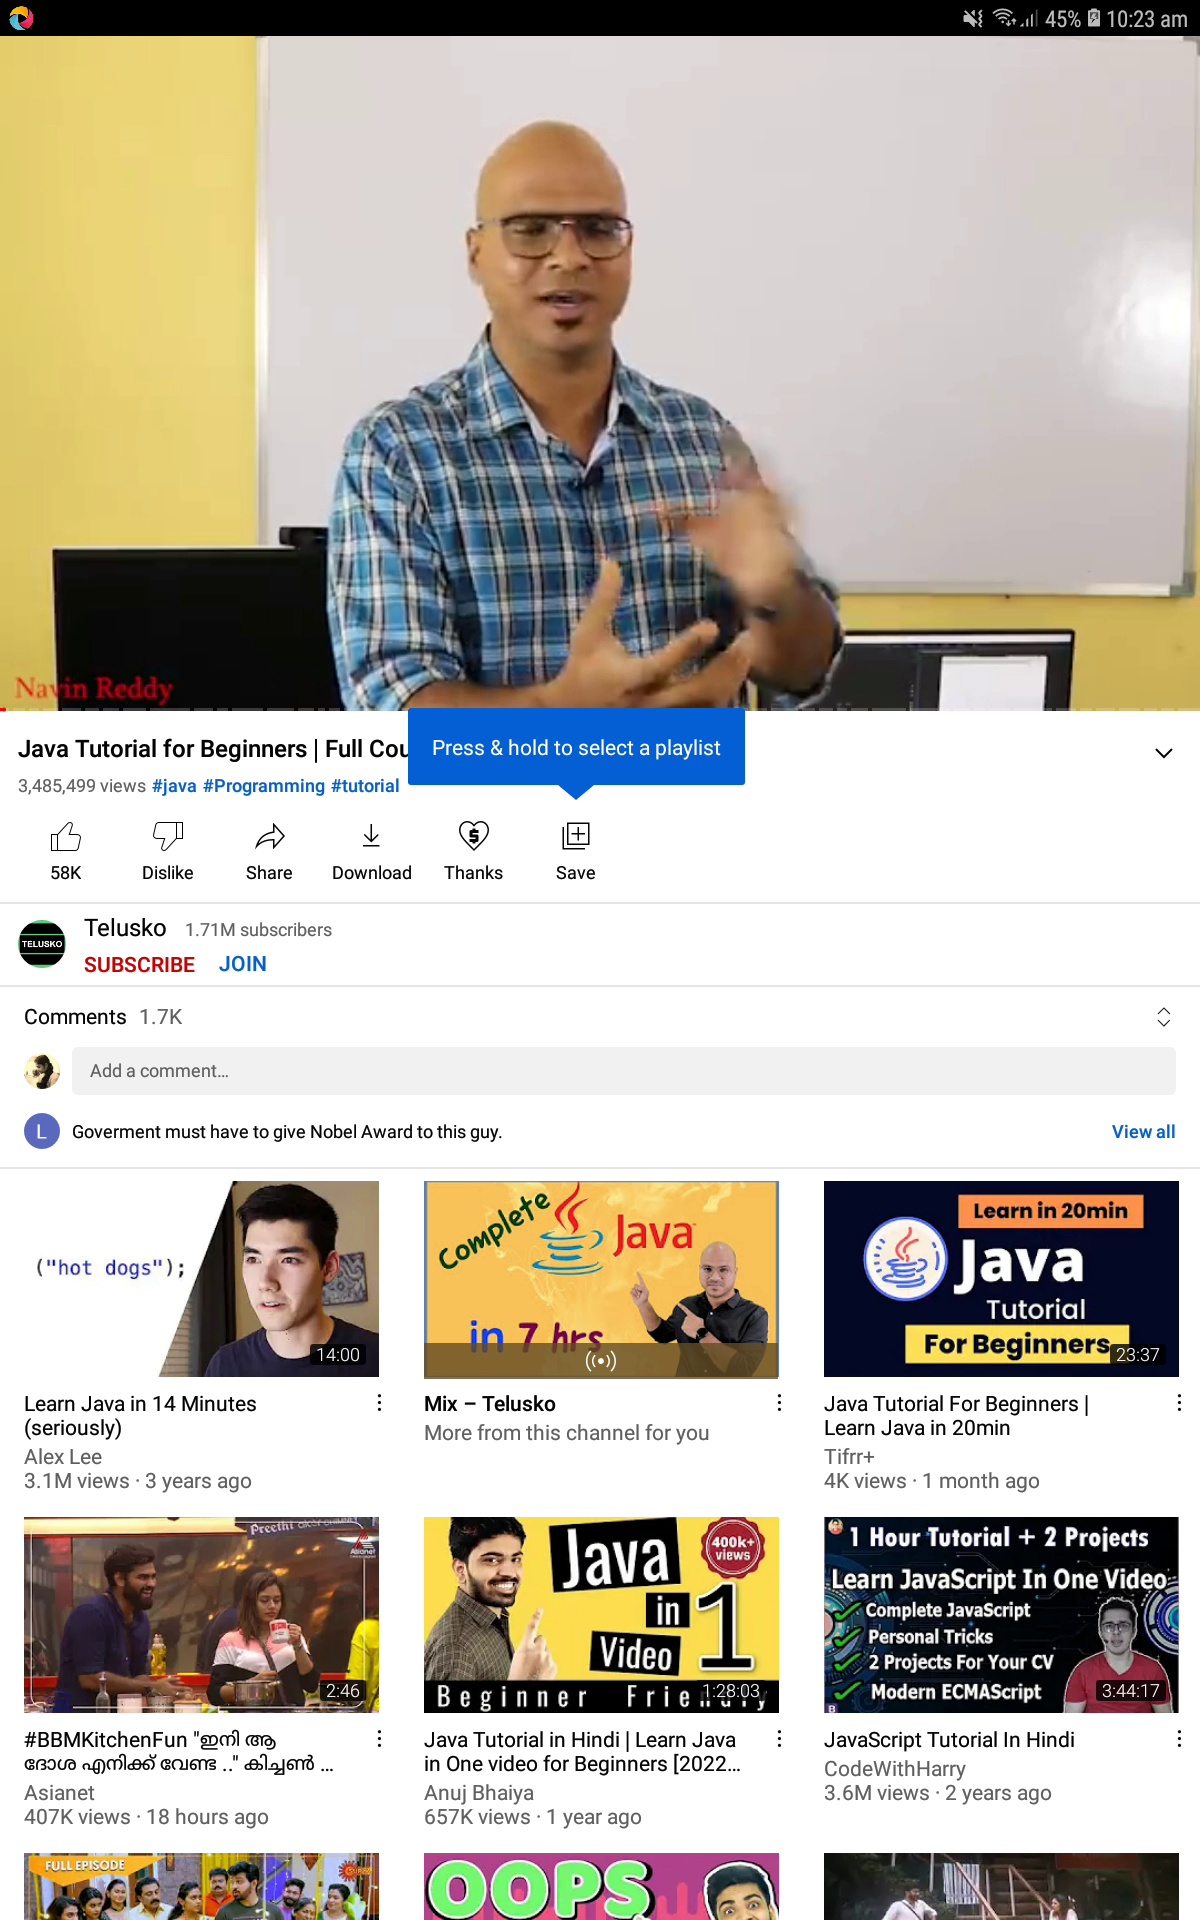 45% 10:23 am
Navin Reddy
Java Tutorial for Beginners | Full Cou
Press & hold to select a playlist
3,485,499 views #java #Programming #tutorial
58K
Dislike
Share
Download
Thanks
Save
TELUSKO
Telusko 1.71M subscribers
SUBSCRIBE JOIN
Comments 1.7K
Add a comment...
L
Goverment must have to give Nobel Award to this guy.
View all
("hot dogs");
14:00
Learn Java in 14 Minutes
(seriously)
Alex Lee
3.1M views · 3 years ago
Complete
Java
in 7 hrs
Mix – Telusko
More from this channel for you
Learn in 20min
Java
Tutorial
For Beginners
23:37
Java Tutorial For Beginners |
Learn Java in 20min
Tifrr+
4K views · 1 month ago
Preethi
Asianet
2:46
#BBMKitchenFun "ഇനി ആ
ദോശ എനിക്ക് വേണ്ട .." കിച്ചൺ ...
Asianet
407K views · 18 hours ago
400k+
views
Java
in 1
Video
Beginner
1:28:03
Java Tutorial in Hindi | Learn Java
in One video for Beginners [2022...
Anuj Bhaiya
657K views · 1 year ago
1 Hour Tutorial + 2 Projects
Learn JavaScript In One Video
Complete JavaScript
Personal Tricks
2 Projects For Your CV
Modern ECMAScript
B
3:44:17
JavaScript Tutorial In Hindi
CodeWithHarry
3.6M views · 2 years ago
FULL EPISODE
OOPS